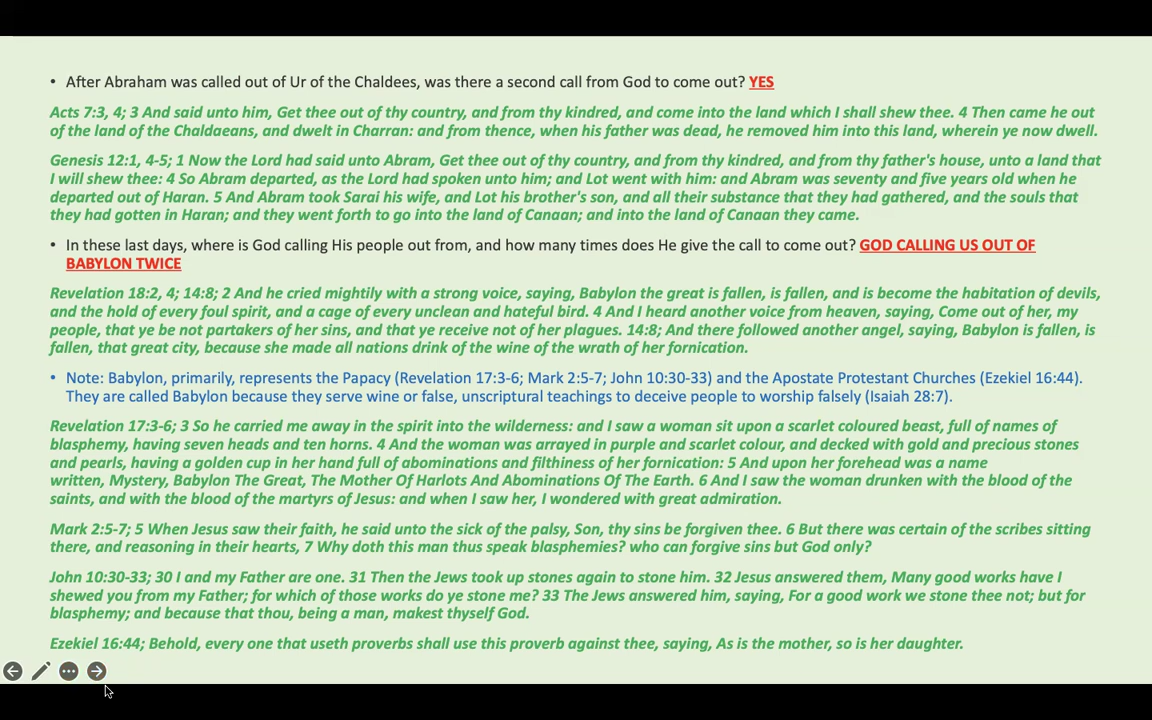 • After Abraham was called out of Ur of the Chaldees, was there a second call from God to come out? YES
Acts 7:3, 4; 3 And said unto him, Get thee out of thy country, and from thy kindred, and come into the land which I shall shew thee. 4 Then came he out
of the land of the Chaldaeans, and dwelt in Charran: and from thence, when his father was dead, he removed him into this land, wherein ye now dwell.
Genesis 12:1, 4-5; 1 Now the Lord had said unto Abram, Get thee out of thy country, and from thy kindred, and from thy father's house, unto a land that
I will shew thee: 4 So Abram departed, as the Lord had spoken unto him; and Lot went with him: and Abram was seventy and five years old when he
departed out of Haran. 5 And Abram took Sarai his wife, and Lot his brother's son, and all their substance that they had gathered, and the souls that
they had gotten in Haran; and they went forth to go into the land of Canaan; and into the land of Canaan they came.
• In these last days, where is God calling His people out from, and how many times does He give the call to come out? GOD CALLING US OUT OF
BABYLON TWICE
Revelation 18:2, 4; 14:8; 2 And he cried mightily with a strong voice, saying, Babylon the great is fallen, is fallen, and is become the habitation of devils,
and the hold of every foul spirit, and a cage of every unclean and hateful bird. 4 And I heard another voice from heaven, saying, Come out of her, my
people, that ye be not partakers of her sins, and that ye receive not of her plagues. 14:8; And there followed another angel, saying, Babylon is fallen, is
fallen, that great city, because she made all nations drink of the wine of the wrath of her fornication.
• Note: Babylon, primarily, represents the Papacy (Revelation 17:3-6; Mark 2:5-7; John 10:30-33) and the Apostate Protestant Churches (Ezekiel 16:44).
They are called Babylon because they serve wine or false, unscriptural teachings to deceive people to worship falsely (Isaiah 28:7).
Revelation 17:3-6; 3 So he carried me away in the spirit into the wilderness: and I saw a woman sit upon a scarlet coloured beast, full of names of
blasphemy, having seven heads and ten horns. 4 And the woman was arrayed in purple and scarlet colour, and decked with gold and precious stones
and pearls, having a golden cup in her hand full of abominations and filthiness of her fornication: 5 And upon her forehead was a name
written, Mystery, Babylon The Great, The Mother Of Harlots And Abominations Of The Earth. 6 And I saw the woman drunken with the blood of the
saints, and with the blood of the martyrs of Jesus: and when I saw her, I wondered with great admiration.
Mark 2:5-7; 5 When Jesus saw their faith, he said unto the sick of the palsy, Son, thy sins be forgiven thee. 6 But there was certain of the scribes sitting
there, and reasoning in their hearts, 7 Why doth this man thus speak blasphemies? who can forgive sins but God only?
John 10:30-33; 30 I and my Father are one. 31 Then the Jews took up stones again to stone him. 32 Jesus answered them, Many good works have I
shewed you from my Father; for which of those works do ye stone me? 33 The Jews answered him, saying, For a good work we stone thee not; but for
blasphemy; and because that thou, being a man, makest thyself God.
Ezekiel 16:44; Behold, every one that useth proverbs shall use this proverb against thee, saying, As is the mother, so is her daughter.